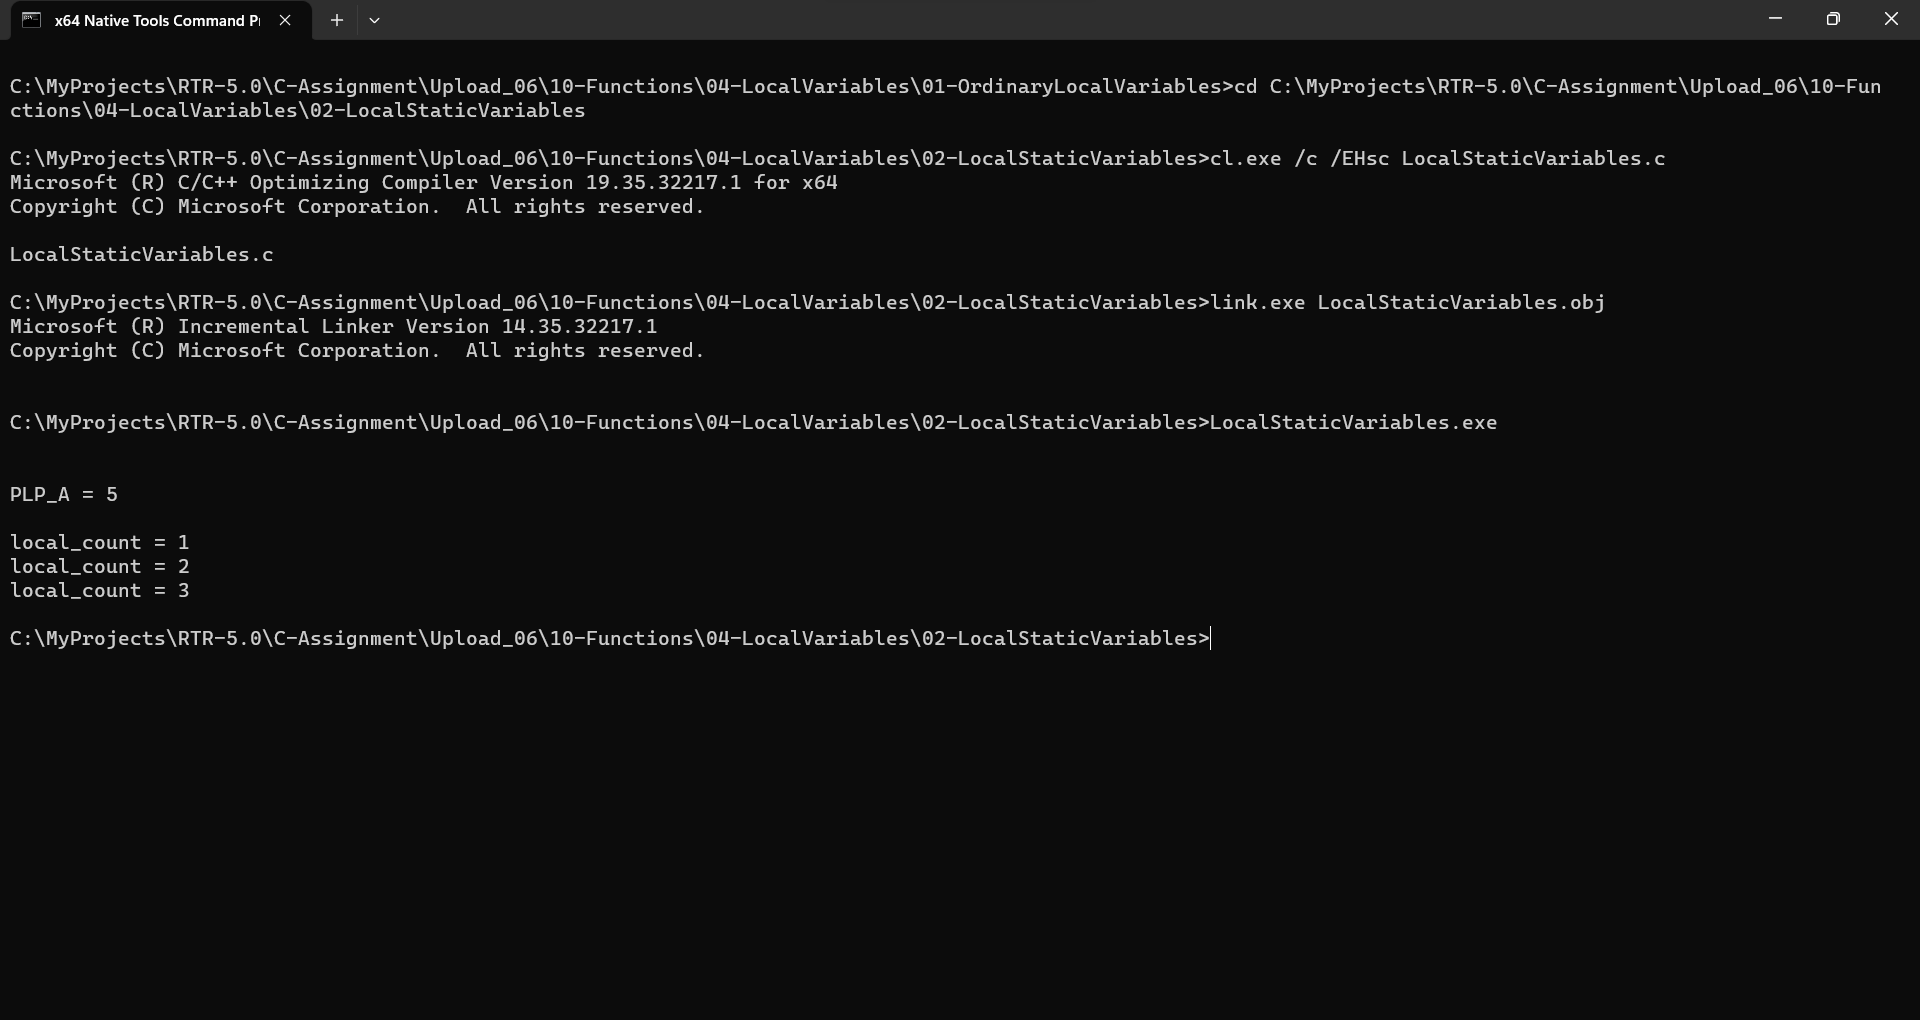 x64 Native Tools Command P
C:\MyProjects\RTR-5.0\C-Assignment\Upload_06\10-Functions\04-LocalVariables\01-OrdinaryLocalVariables>cd C:\MyProjects\RTR-5.0\C-Assignment\Upload_06\10-Fun
ctions\04-LocalVariables\02-LocalStaticVariables
C:\MyProjects\RTR-5.0\C-Assignment\Upload_06\10-Functions\04-LocalVariables\02-LocalStaticVariables>cl.exe /c /EHsc LocalStaticVariables.c
Microsoft (R) C/C++ Optimizing Compiler Version 19.35.32217.1 for x64
Copyright (C) Microsoft Corporation.  All rights reserved.
LocalStaticVariables.c
C:\MyProjects\RTR-5.0\C-Assignment\Upload_06\10-Functions\04-LocalVariables\02-LocalStaticVariables>link.exe LocalStaticVariables.obj
Microsoft (R) Incremental Linker Version 14.35.32217.1
Copyright (C) Microsoft Corporation.  All rights reserved.
C:\MyProjects\RTR-5.0\C-Assignment\Upload_06\10-Functions\04-LocalVariables\02-LocalStaticVariables>LocalStaticVariables.exe
PLP_A = 5
local_count = 1
local_count = 2
local_count = 3
C:\MyProjects\RTR-5.0\C-Assignment\Upload_06\10-Functions\04-LocalVariables\02-LocalStaticVariables>